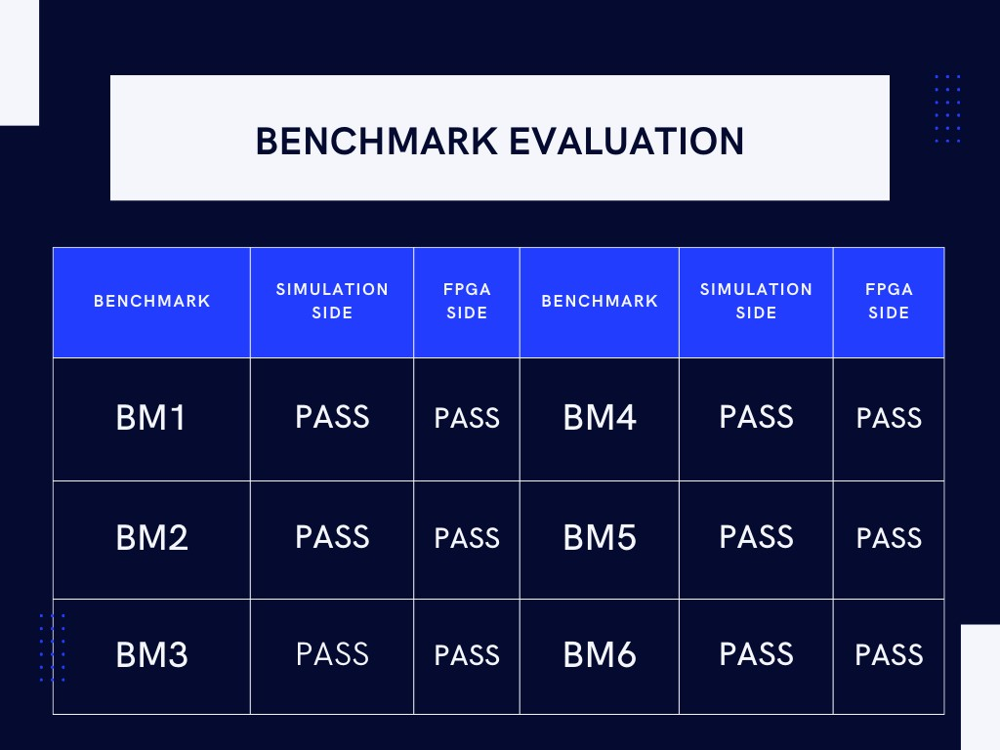 BENCHMARK EVALUATION
BENCHMARK
SIMULATION
SIDE
FPGA
SIDE
BENCHMARK
SIMULATION
SIDE
FPGA
SIDE
BM1 PASS PASS BM4 PASS PASS
BM2 PASS PASS BM5 PASS PASS
BM3 PASS PASS BM6 PASS PASS